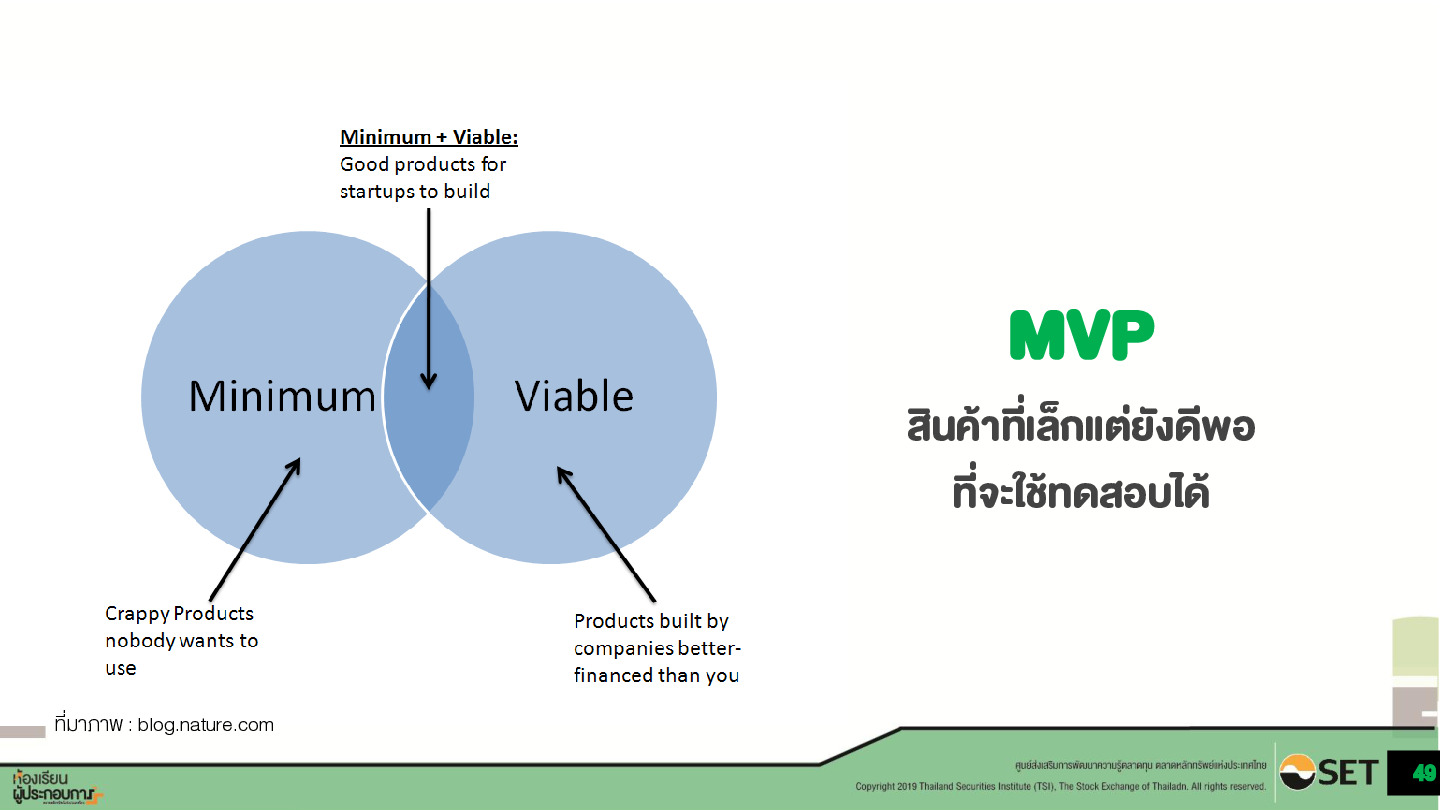 Minimum + Viable:
Good products for
startups to build
Minimum
Viable
Crappy Products
nobody wants to
use
Products built by
companies better-
financed than you
MVP
สินค้าที่เล็กแต่ยังดีพอ
ที่จะใช้ทดสอบได้
ที่มาภาพ : blog.nature.com
ห้องเรียน
ผู้ประกอบการ
ศูนย์ส่งเสริมการพัฒนาความรู้ตลาดทุน ตลาดหลักทรัพย์แห่งประเทศไทย
Copyright 2019 Thailand Securities Institute (TSI), The Stock Exchange of Thailadn. All rights reserved.
SET
49